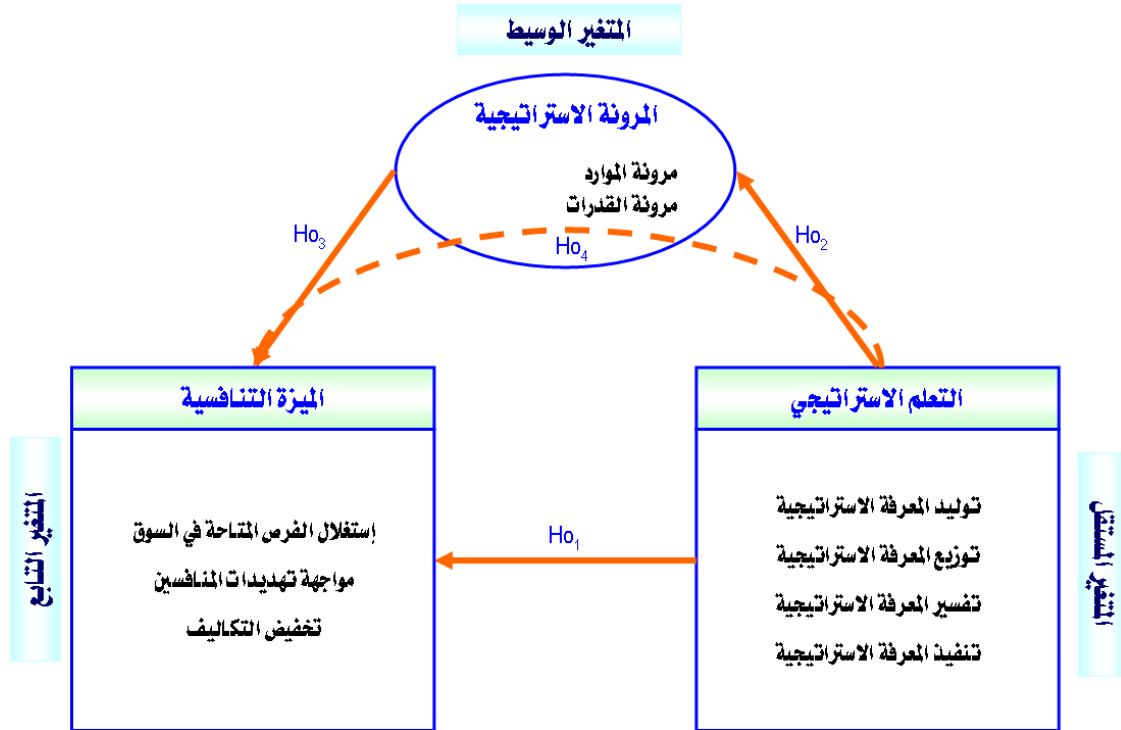 المتغير الوسيط
المرونة الاستراتيجية
مرونة الموارد
مرونة القدرات
Ho2
Ho3
Ho4
التعلم الاستراتيجي
توليد المعرفة الاستراتيجية
توزيع المعرفة الاستراتيجية
تفسير المعرفة الاستراتيجية
تنفيذ المعرفة الاستراتيجية
المتغير المستقل
Ho1
الميزة التنافسية
إستغلال الفرص المتاحة في السوق
مواجهة تهديدات المنافسين
تخفيض التكاليف
المتغير التابع